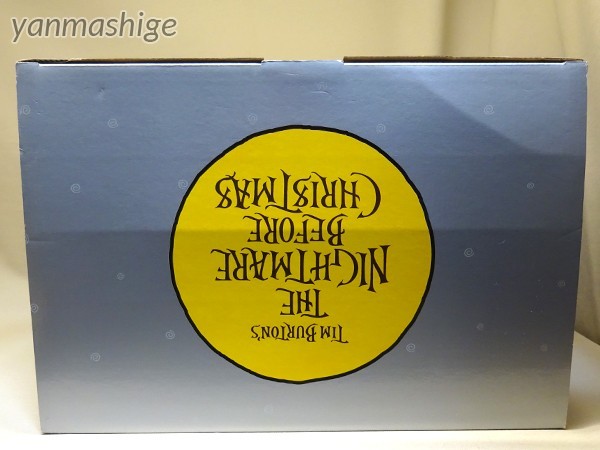 yanmashige
TIM BURTON'S
THE
NIGHTMARE
BEFORE
CHRISTMAS